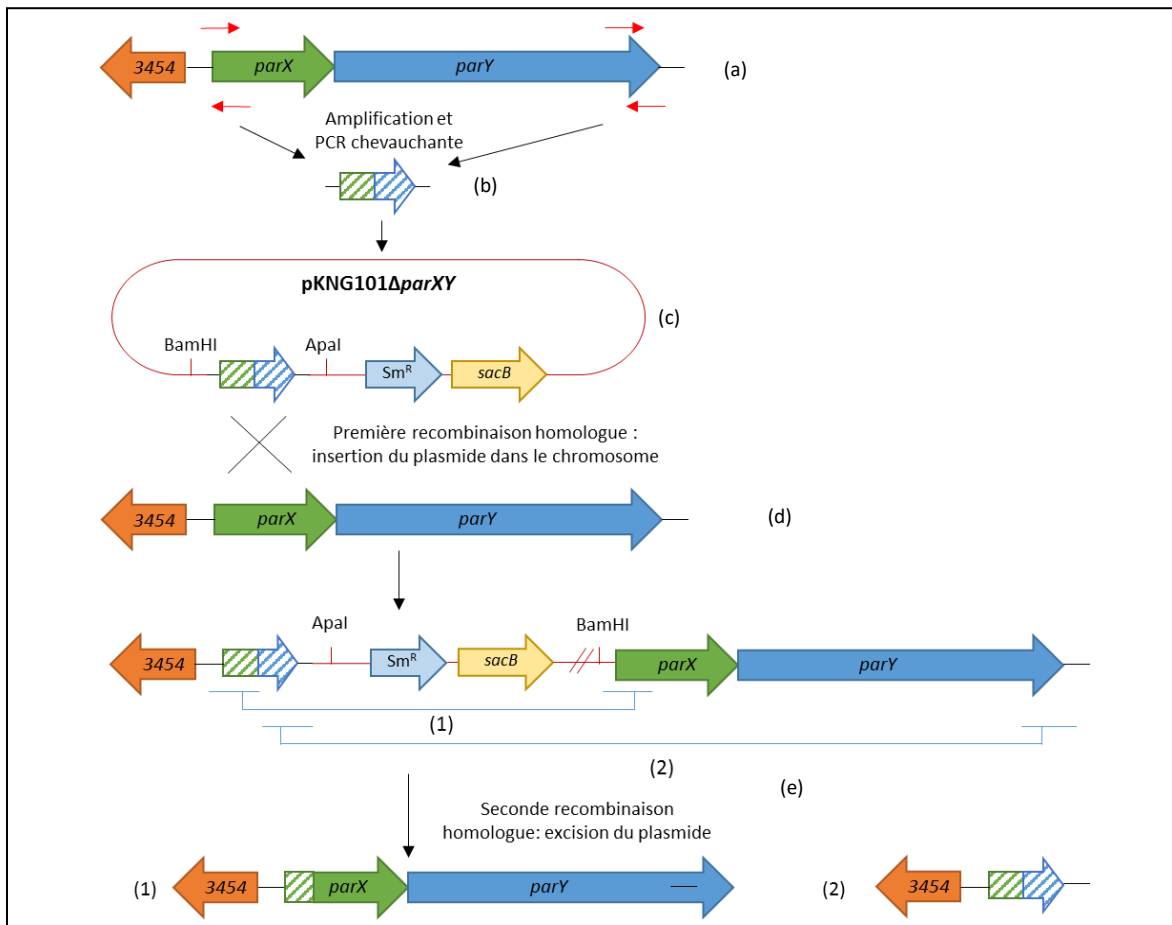 3454 parX parY (a)
Amplification et
PCR chevauchante
(b)
pKNG101ΔparXY
(c)
BamHI ApaI
Smᴿ sacB
Première recombinaison homologue :
insertion du plasmide dans le chromosome
3454 parX parY (d)
ApaI BamHI
3454 Smᴿ sacB parX parY
(1)
(2)
(e)
Seconde recombinaison
homologue: excision du plasmide
(1) 3454 parX parY (2) 3454